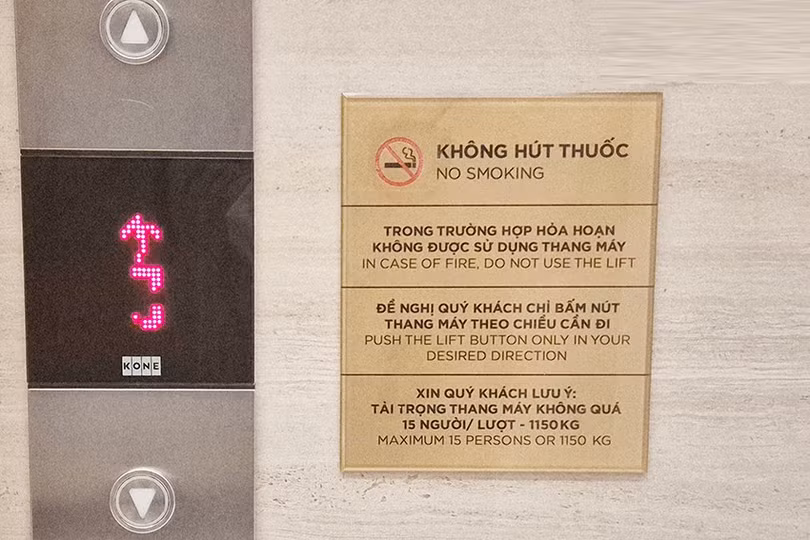 KONE
KHÔNG HÚT THUỐC
NO SMOKING
TRONG TRƯỜNG HỢP HỎA HOẠN
KHÔNG ĐƯỢC SỬ DỤNG THANG MÁY
IN CASE OF FIRE, DO NOT USE THE LIFT
ĐỀ NGHỊ QUÝ KHÁCH CHỈ BẤM NÚT
THANG MÁY THEO CHIỀU CẦN ĐI
PUSH THE LIFT BUTTON ONLY IN YOUR
DESIRED DIRECTION
XIN QUÝ KHÁCH LƯU Ý:
TẢI TRỌNG THANG MÁY KHÔNG QUÁ
15 NGƯỜI/ LƯỢT - 1150KG
MAXIMUM 15 PERSONS OR 1150 KG